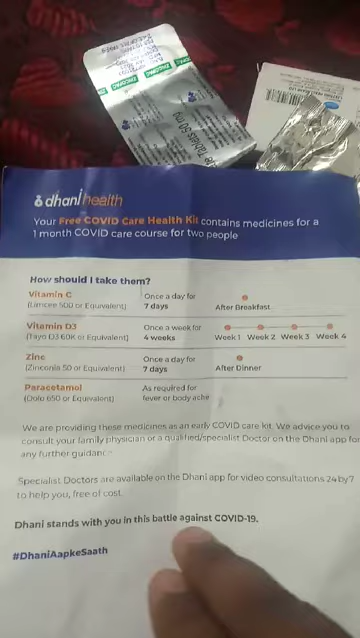 ZINCOPAC
ZINCOPAC
Tablets 50 mg
dhani health
Your Free COVID Care Health Kit contains medicines for a
1 month COVID care course for two people
How should I take them?
Vitamin C
(Limcee 500 or Equivalent)
Once a day for
7 days
After Breakfast
Vitamin D3
(Tayo D3 60K or Equivalent)
Once a week for
4 weeks
Week 1 Week 2 Week 3 Week 4
Zinc
(Zinconia 50 or Equivalent)
Once a day for
7 days
After Dinner
Paracetamol
(Dolo 650 or Equivalent)
As required for
fever or body ache
We are providing these medicines as an early COVID care kit. We advice you to
consult your family physician or a qualified/specialist Doctor on the Dhani app for
any further guidance
Specialist Doctors are available on the Dhani app for video consultations 24by7
to help you, free of cost.
Dhani stands with you in this battle against COVID-19.
#DhaniAapkeSaath